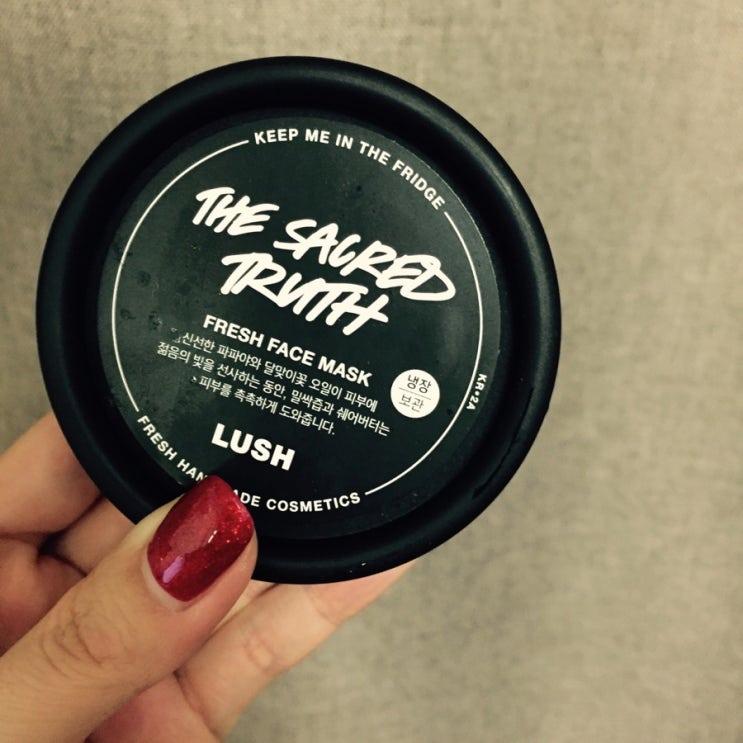 KEEP ME IN THE FRIDGE
THE SACRED
TRUTH
FRESH FACE MASK
신선한 파파야와 달맞이꽃 오일이 피부에
젊음의 빛을 선사하는 동안, 밀싹즙과 쉐어버터는
피부를 촉촉하게 도와줍니다.
냉장
보관
KR•2A
LUSH
FRESH HAN ADE COSMETICS